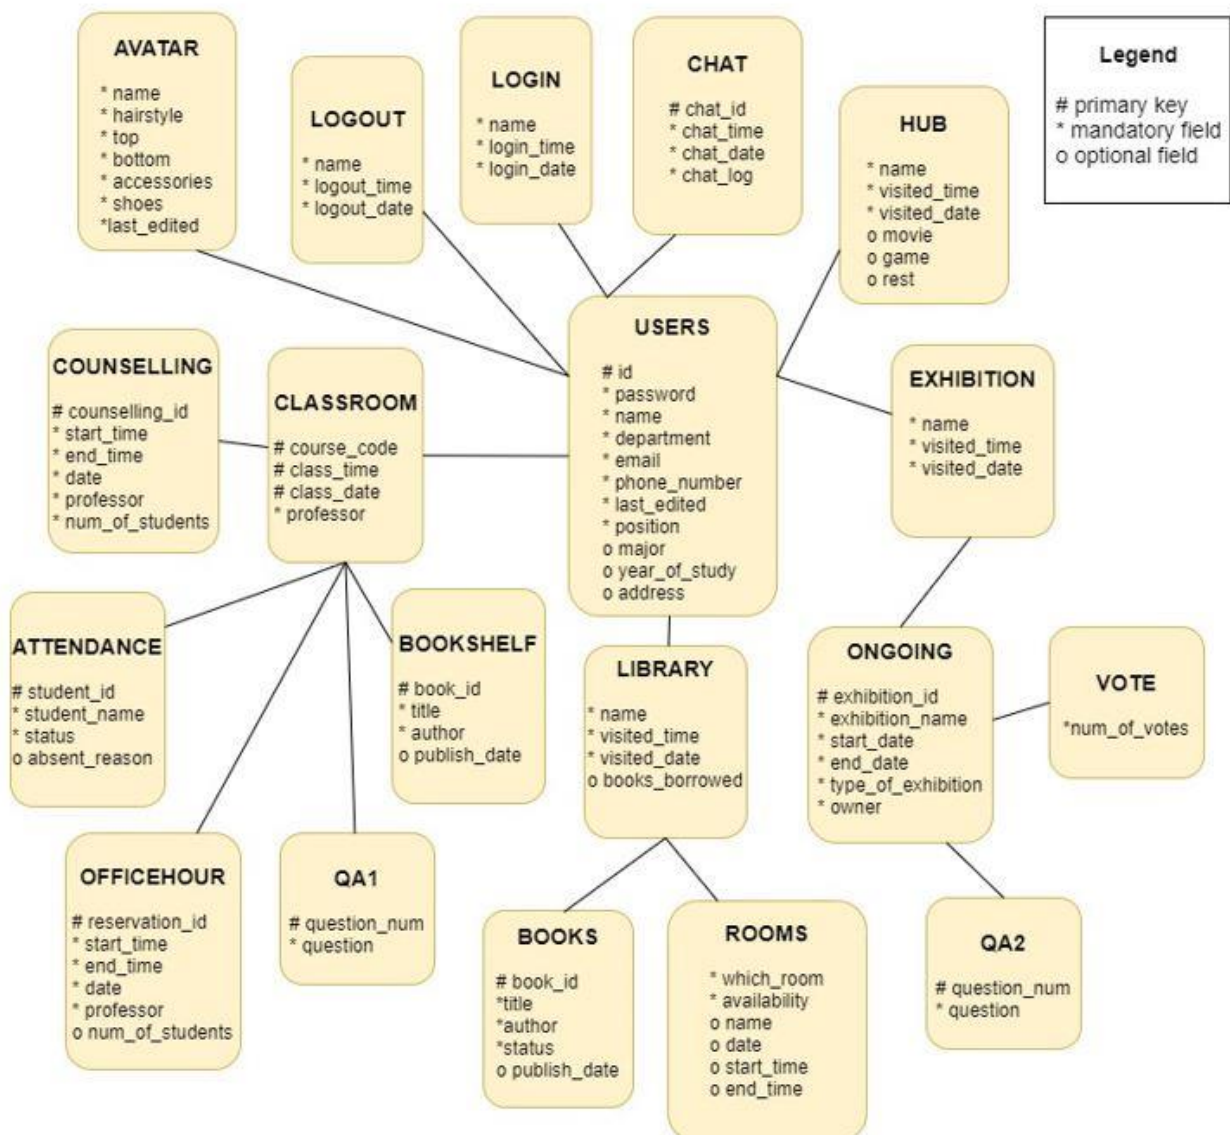 AVATAR
* name
* hairstyle
* top
* bottom
* accessories
* shoes
*last_edited
LOGOUT
* name
* logout_time
* logout_date
LOGIN
* name
* login_time
* login_date
CHAT
# chat_id
* chat_time
* chat_date
* chat_log
HUB
* name
* visited_time
* visited_date
o movie
o game
o rest
Legend
# primary key
* mandatory field
o optional field
COUNSELLING
# counselling_id
* start_time
* end_time
* date
* professor
* num_of_students
CLASSROOM
# course_code
# class_time
# class_date
* professor
USERS
# id
* password
* name
* department
* email
* phone_number
* last_edited
* position
o major
o year_of_study
o address
EXHIBITION
* name
* visited_time
* visited_date
ATTENDANCE
# student_id
* student_name
* status
o absent_reason
BOOKSHELF
# book_id
* title
* author
o publish_date
LIBRARY
* name
* visited_time
* visited_date
o books_borrowed
ONGOING
# exhibition_id
* exhibition_name
* start_date
* end_date
* type_of_exhibition
* owner
VOTE
*num_of_votes
OFFICEHOUR
# reservation_id
* start_time
* end_time
* date
* professor
o num_of_students
QA1
# question_num
* question
BOOKS
# book_id
*title
*author
*status
o publish_date
ROOMS
* which_room
* availability
o name
o date
o start_time
o end_time
QA2
# question_num
* question